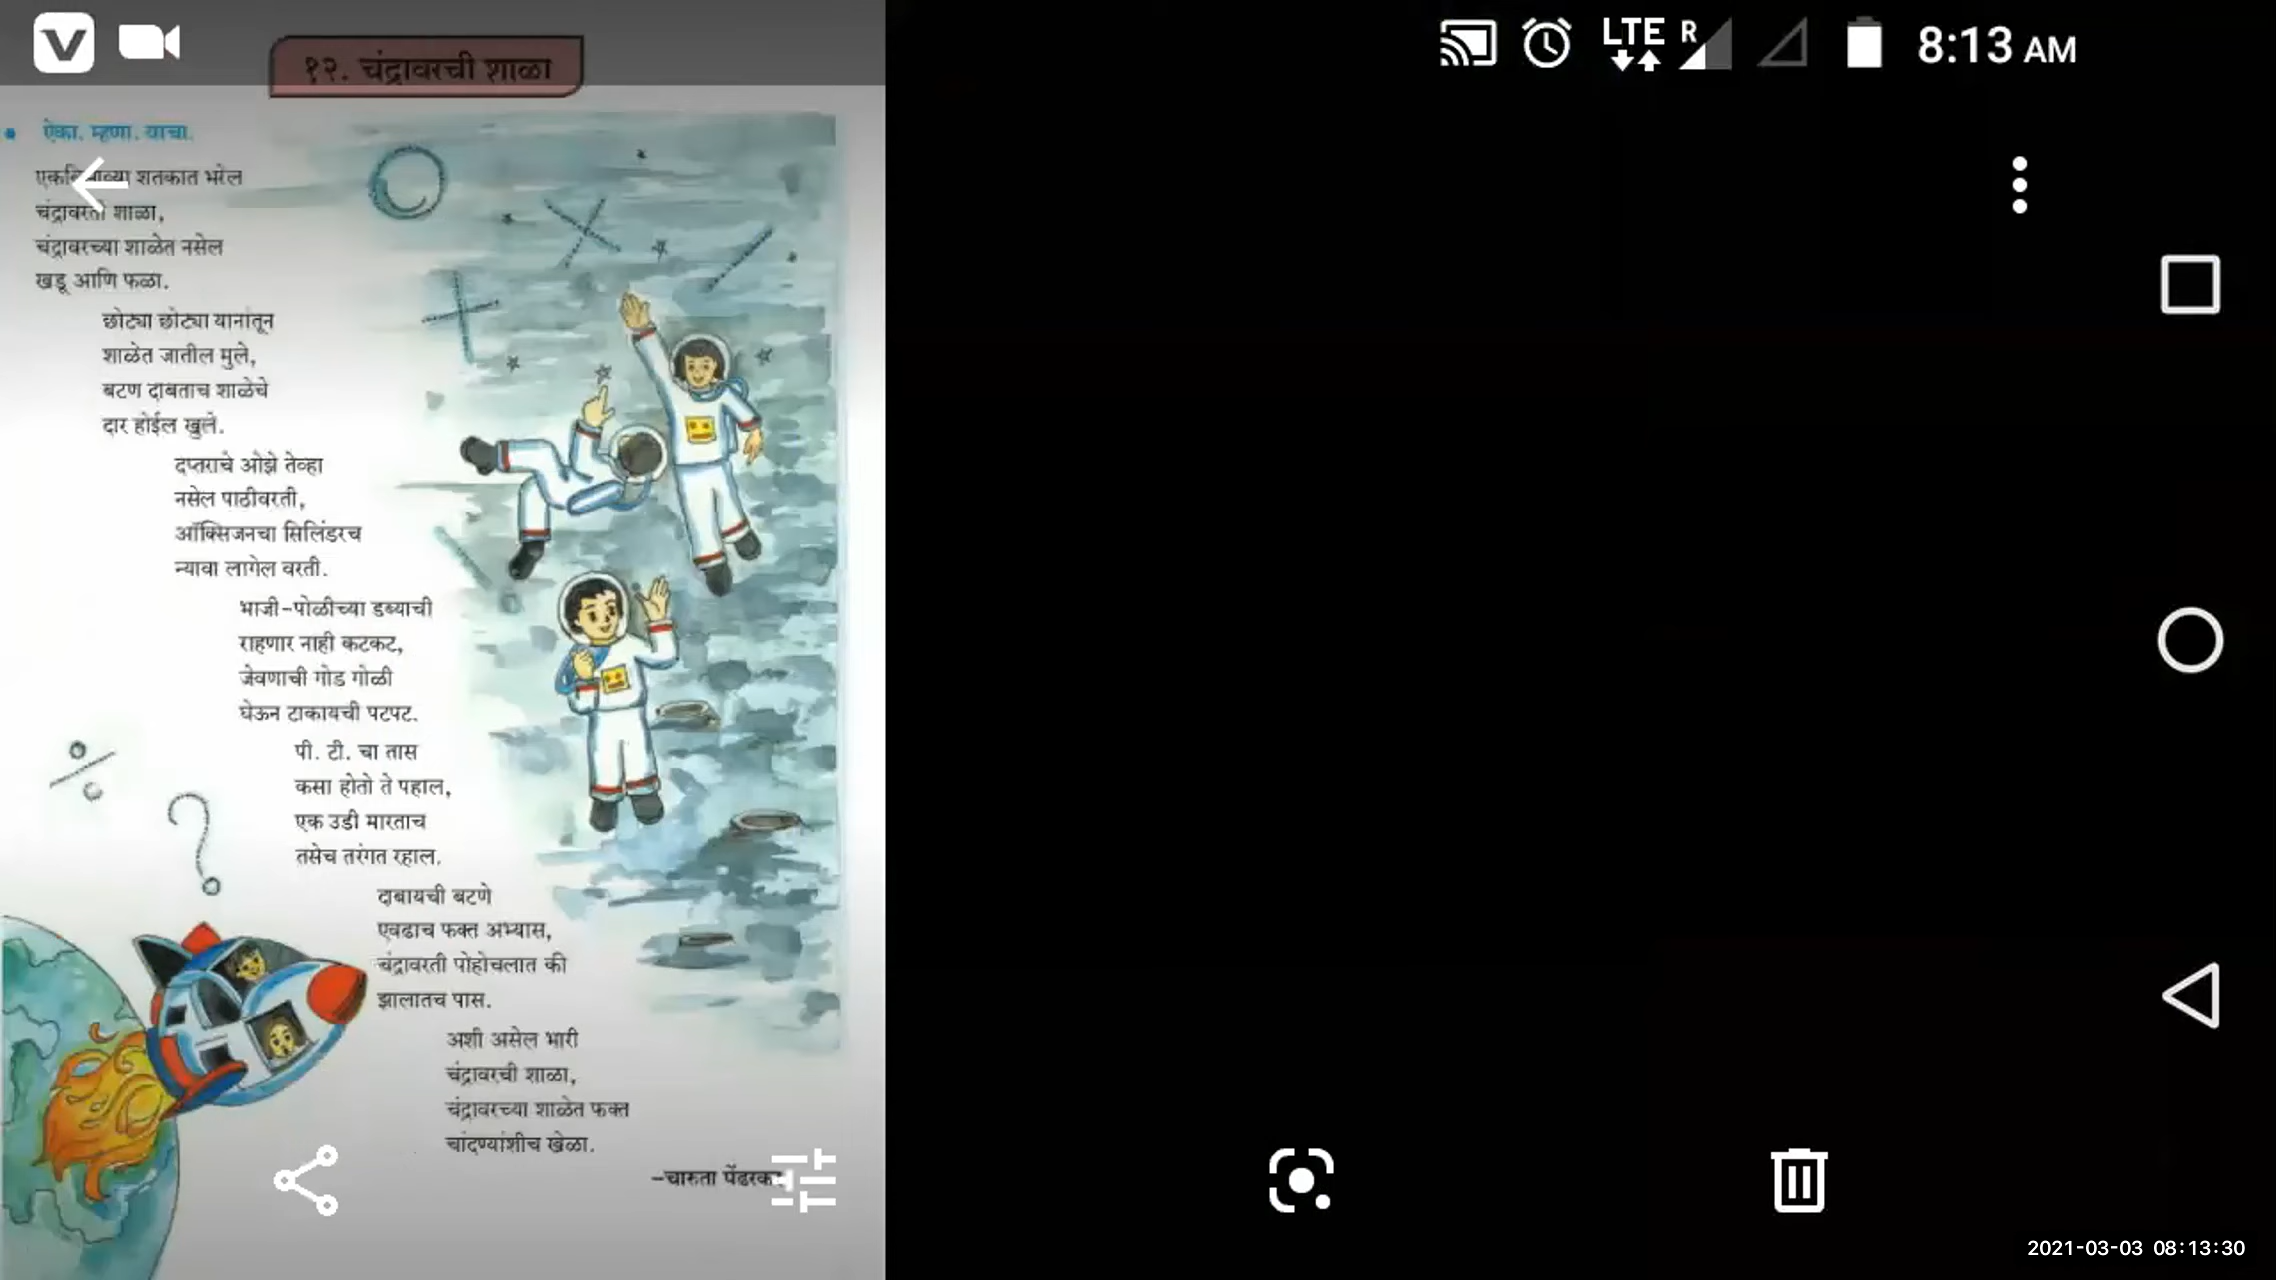 LTE R 8:13 AM
१२. चंद्रावरची शाळा
• ऐका. म्हणा. वाचा.
शतकात भरेल
चंद्रावरती शाळा,
चंद्रावरच्या शाळेत नसेल
खडू आणि फळा.
छोट्या छोट्या यानांतून
शाळेत जातील मुले,
बटण दाबताच शाळेचे
दार होईल खुले.
दप्तराचे ओझे तेव्हा
नसेल पाठीवरती,
ऑक्सिजनचा सिलिंडरच
न्यावा लागेल वरती.
भाजी-पोळीच्या डब्याची
राहणार नाही कटकट,
जेवणाची गोड गोळी
घेऊन टाकायची पटपट.
पी. टी. चा तास
कसा होतो ते पहाल,
एक उडी मारताच
तसेच तरंगत रहाल.
दाबायची बटणे
एवढाच फक्त अभ्यास,
चंद्रावरती पोहोचलात की
झालातच पास.
अशी असेल भारी
चंद्रावरची शाळा,
चंद्रावरच्या शाळेत फक्त
चांदण्यांशीच खेळा.
-चारुता पेंढरकर
2021-03-03 08:13:30